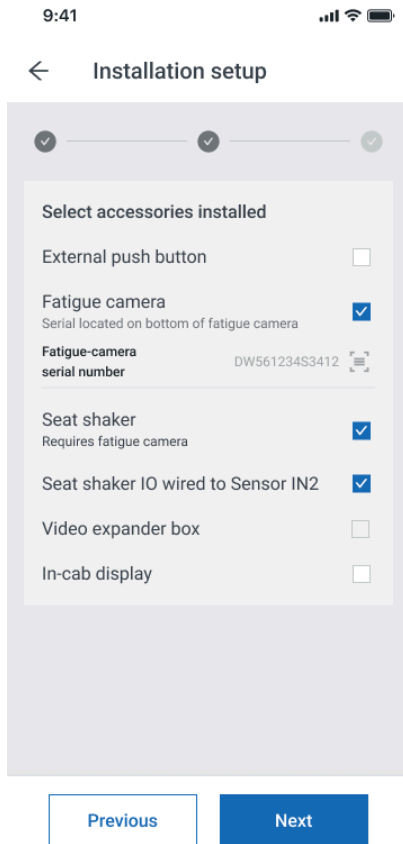 9:41
Installation setup
Select accessories installed
External push button
Fatigue camera
Serial located on bottom of fatigue camera
Fatigue-camera
serial number
DW561234S3412
Seat shaker
Requires fatigue camera
Seat shaker IO wired to Sensor IN2
Video expander box
In-cab display
Previous
Next